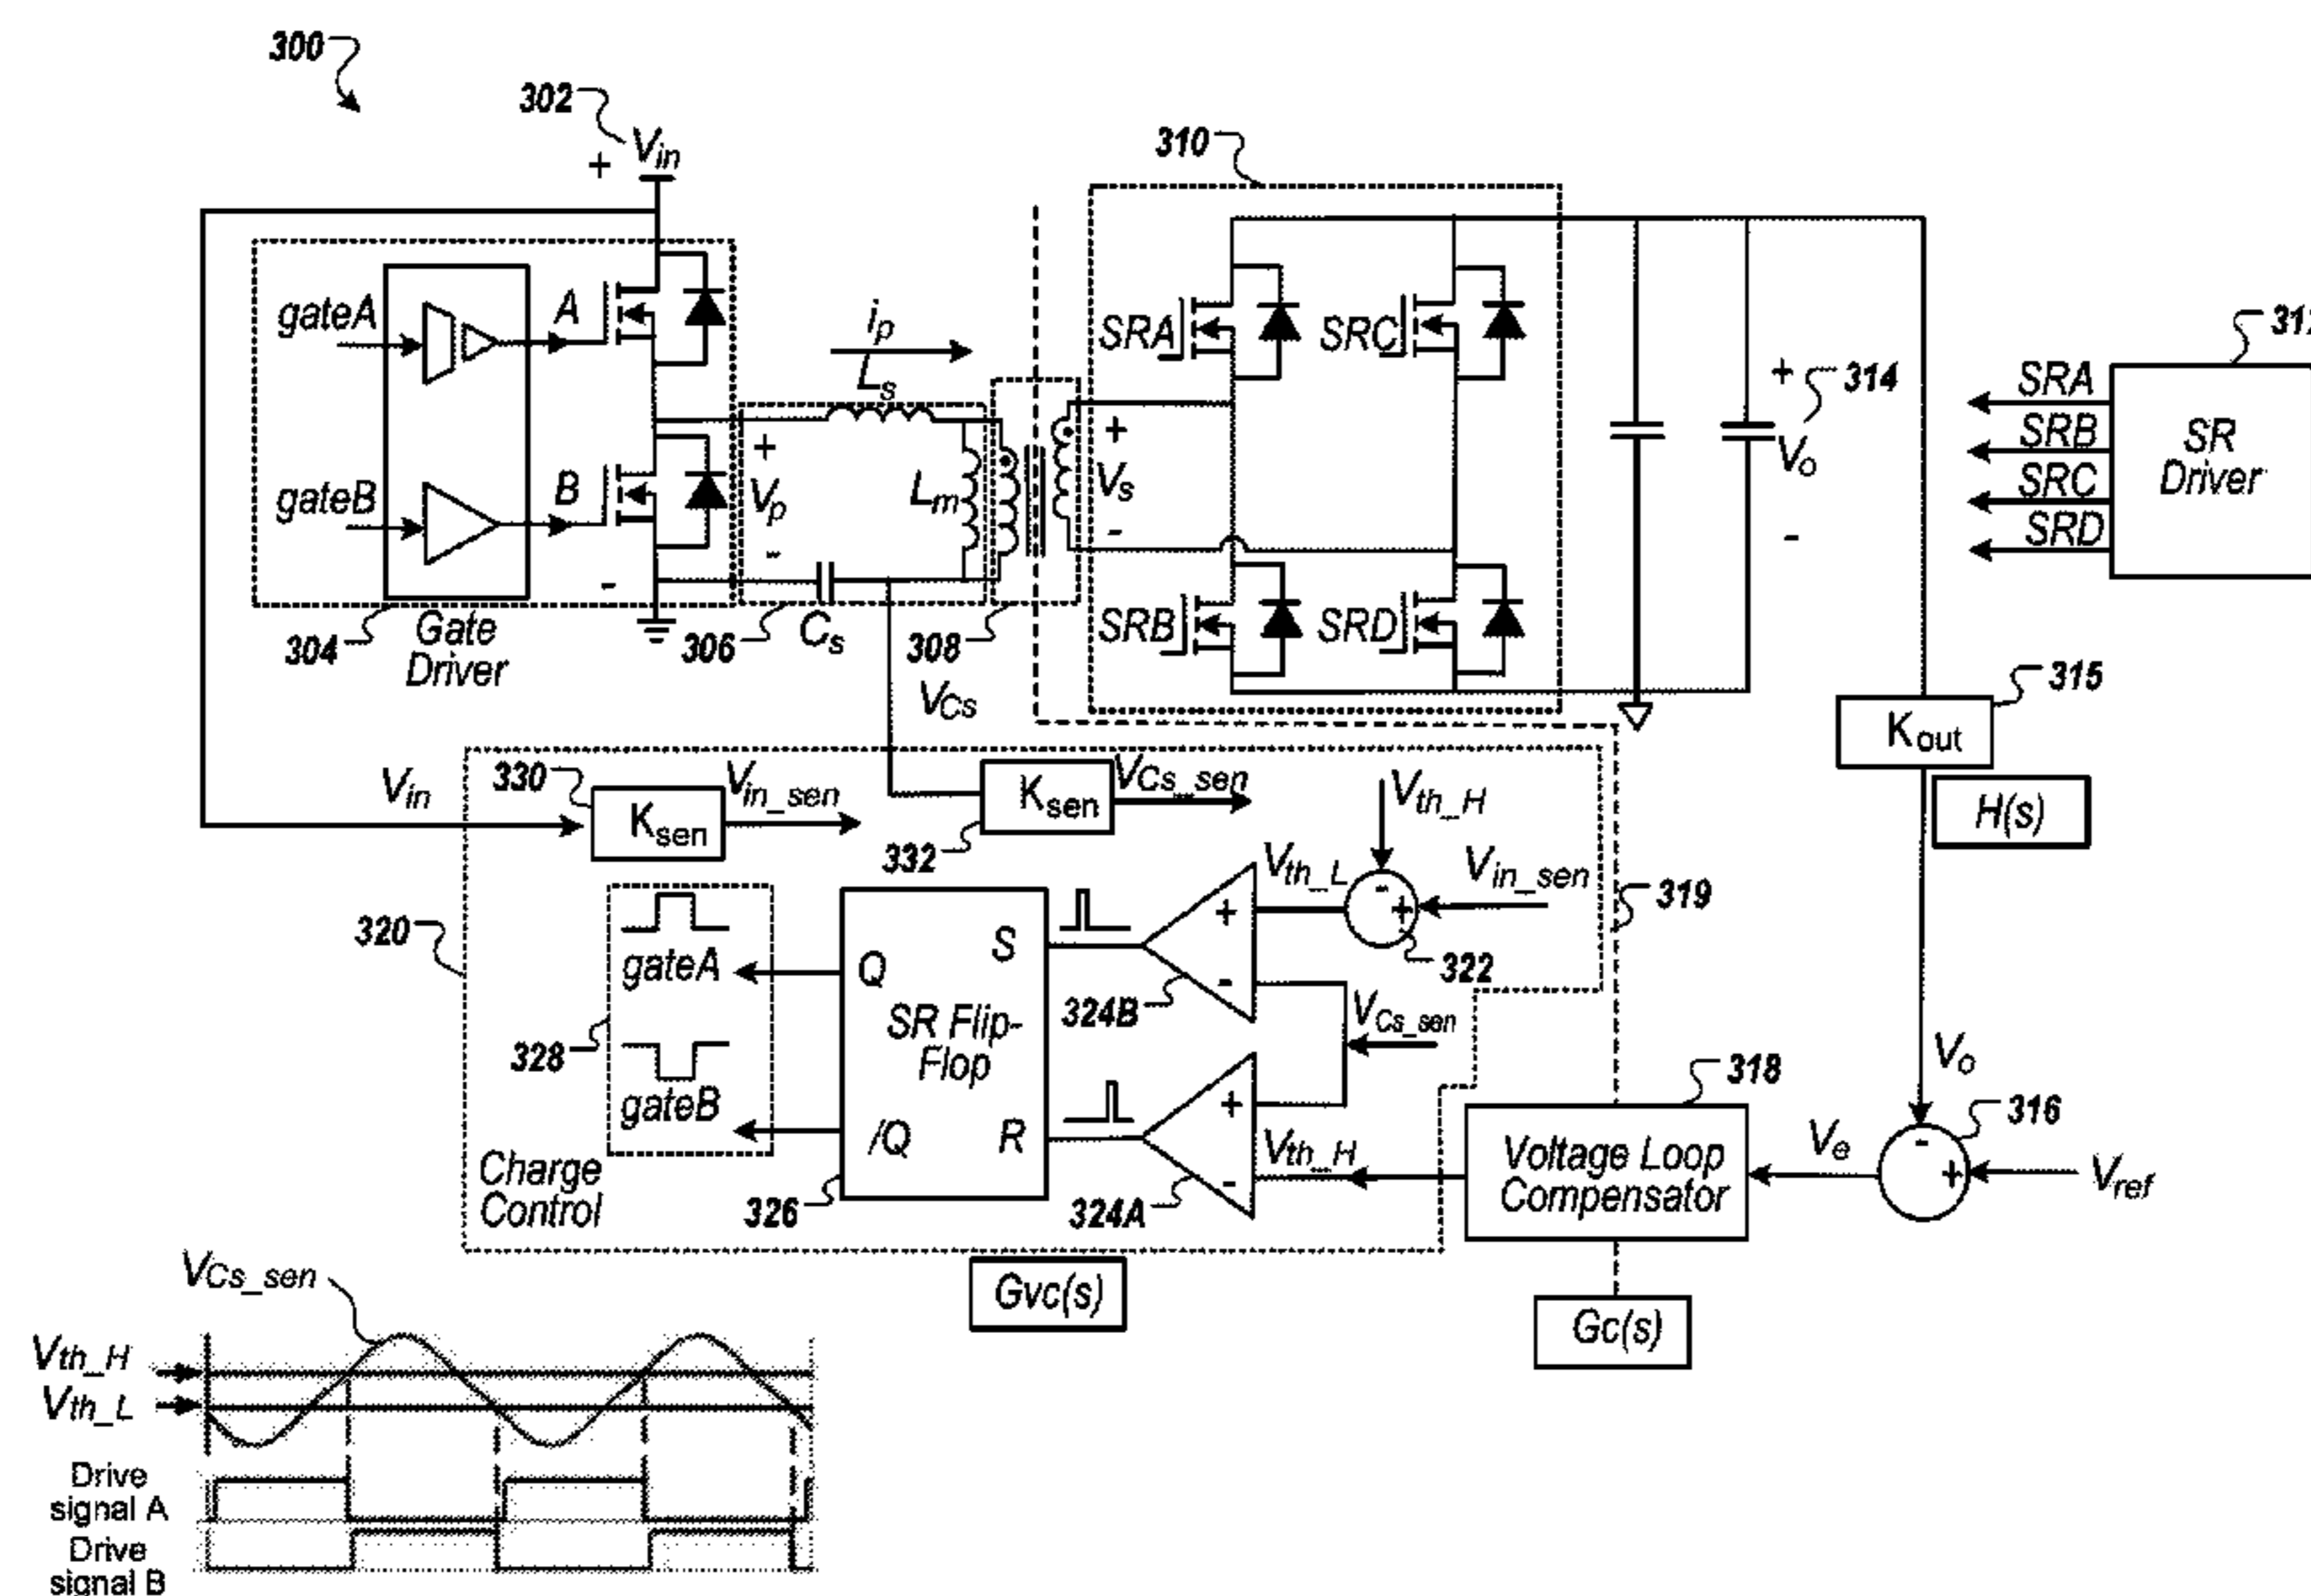 300
302
+
Vin
310
gateA
A
gateB
B
-
304
Gate
Driver
ip
Ls
+
Vp
-
Lm
306
Cs
308
VCs
+
Vs
-
SRA
SRC
SRB
SRD
+
314
Vo
-
SRA
SRB
SRC
SRD
SR
Driver
315
Kout
H(s)
Vin
330
Ksen
Vin_sen
332
Ksen
VCs_sen
Vth_H
Vth_L
-
+
Vin_sen
322
319
320
328
gateA
gateB
Q
/Q
S
R
SR Flip-
Flop
326
+
-
324B
VCs_sen
+
-
324A
Vth_H
Charge
Control
Gvc(s)
318
Voltage Loop
Compensator
Gc(s)
Ve
Vo
316
-
+
Vref
VCs_sen
Vth_H
Vth_L
Drive
signal A
Drive
signal B